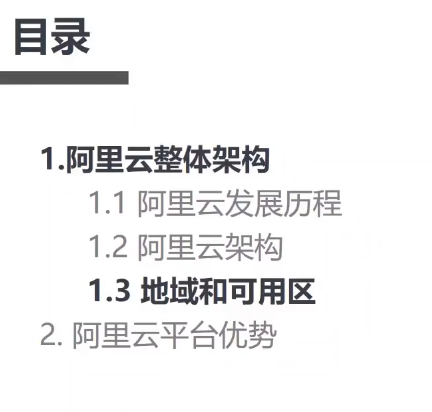 目录
1.阿里云整体架构
1.1 阿里云发展历程
1.2 阿里云架构
1.3 地域和可用区
2. 阿里云平台优势